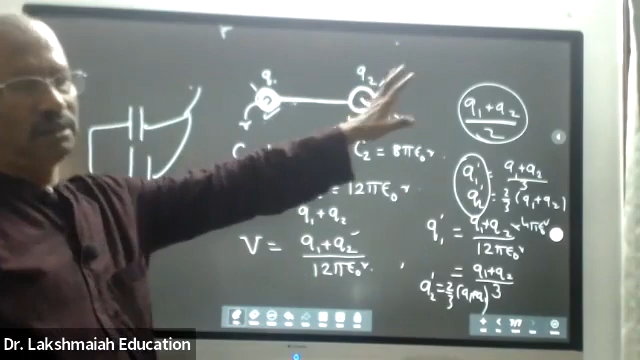 q₁ q₂
r
C₂ = 8πε₀r
= 12πε₀r
q₁+q₂
V = (q₁+q₂)/(12πε₀r)
(q₁+q₂)/2
q₁' = (q₁+q₂)/3
= 2/3 (q₁+q₂)
q₁' = (q₁+q₂)/(12πε₀r) × 4πε₀r
= (q₁+q₂)/3
q₂' = 2/3 (q₁+q₂)
Dr. Lakshmaiah Education